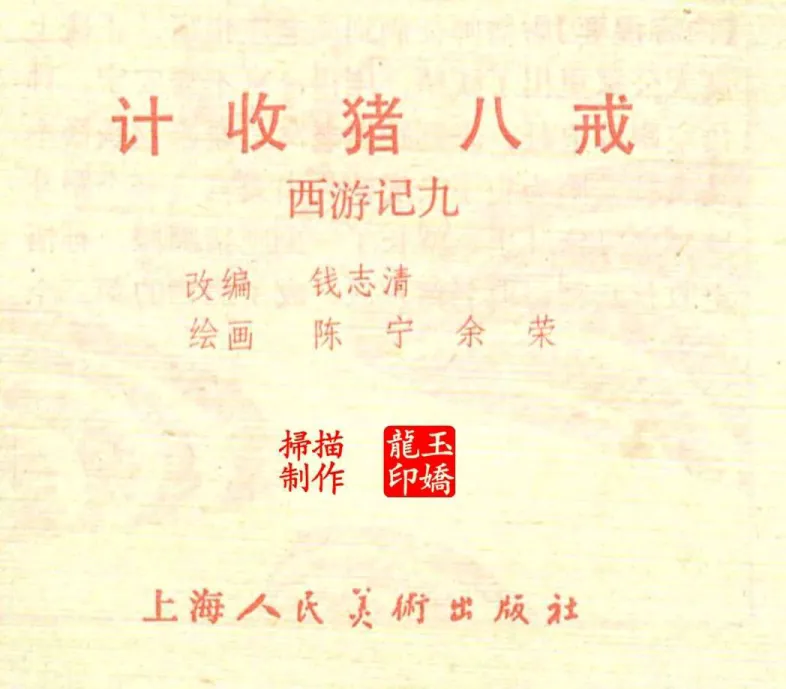 计收猪八戒
西游记九
改编 钱志清
绘画 陈宁 余荣
掃描
制作
龍玉
印嬌
上海人民美術出版社